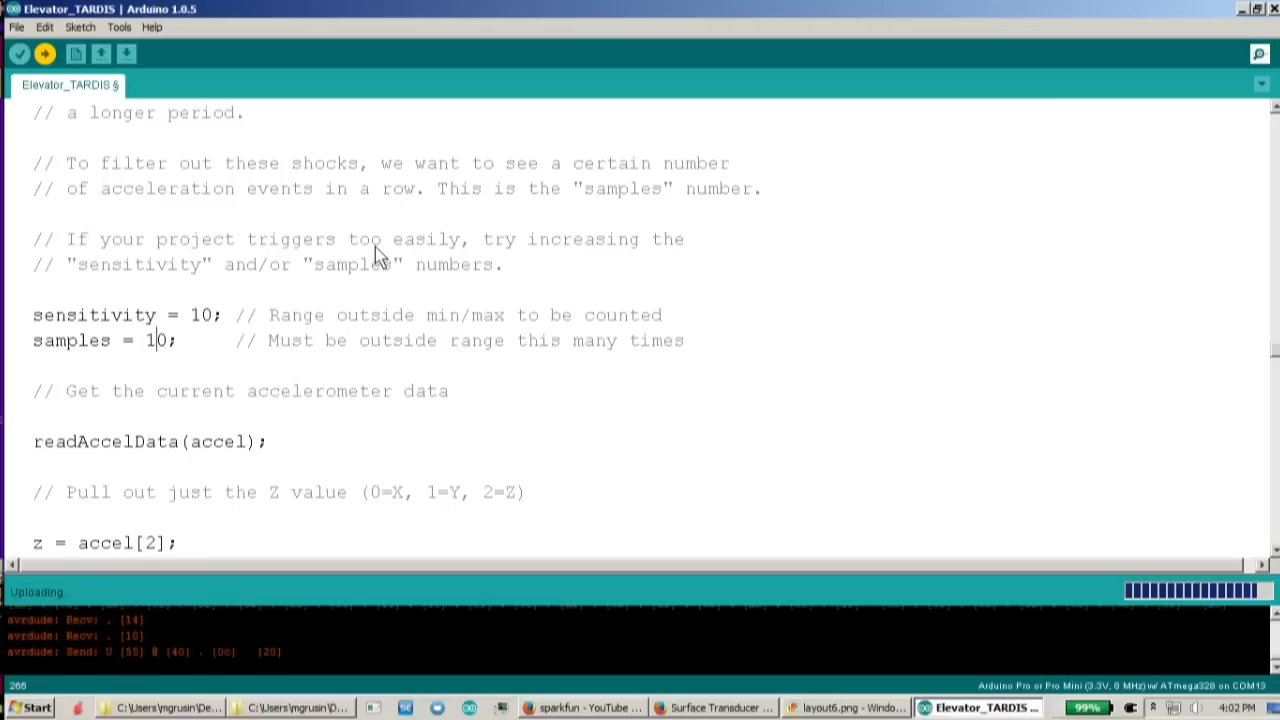 Elevator_TARDIS | Arduino 1.0.5
File Edit Sketch Tools Help
Elevator_TARDIS §
// a longer period.
// To filter out these shocks, we want to see a certain number
// of acceleration events in a row. This is the "samples" number.
// If your project triggers too easily, try increasing the
// "sensitivity" and/or "samples" numbers.
sensitivity = 10; // Range outside min/max to be counted
samples = 10; // Must be outside range this many times
// Get the current accelerometer data
readAccelData(accel);
// Pull out just the Z value (0=X, 1=Y, 2=Z)
z = accel[2];
Uploading...
avrdude: Recv: . [14]
avrdude: Recv: . [10]
avrdude: Send: U [55] @ [40] . [0c] [20]
266 Arduino Pro or Pro Mini (3.3V, 8 MHz) w/ ATmega328 on COM13
Start C:\Users\mgrusin\De... C:\Users\mgrusin\D... sparkfun - YouTube ... Surface Transducer ... layout6.png - Windo... Elevator_TARDIS ... 99% 4:02 PM